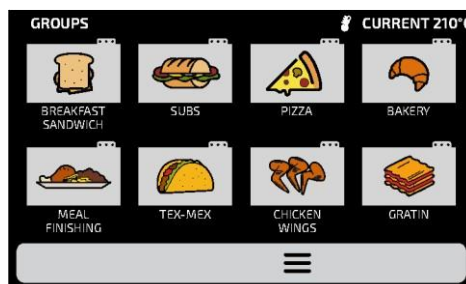 GROUPS
CURRENT 210°
BREAKFAST
SANDWICH
SUBS
PIZZA
BAKERY
MEAL
FINISHING
TEX-MEX
CHICKEN
WINGS
GRATIN